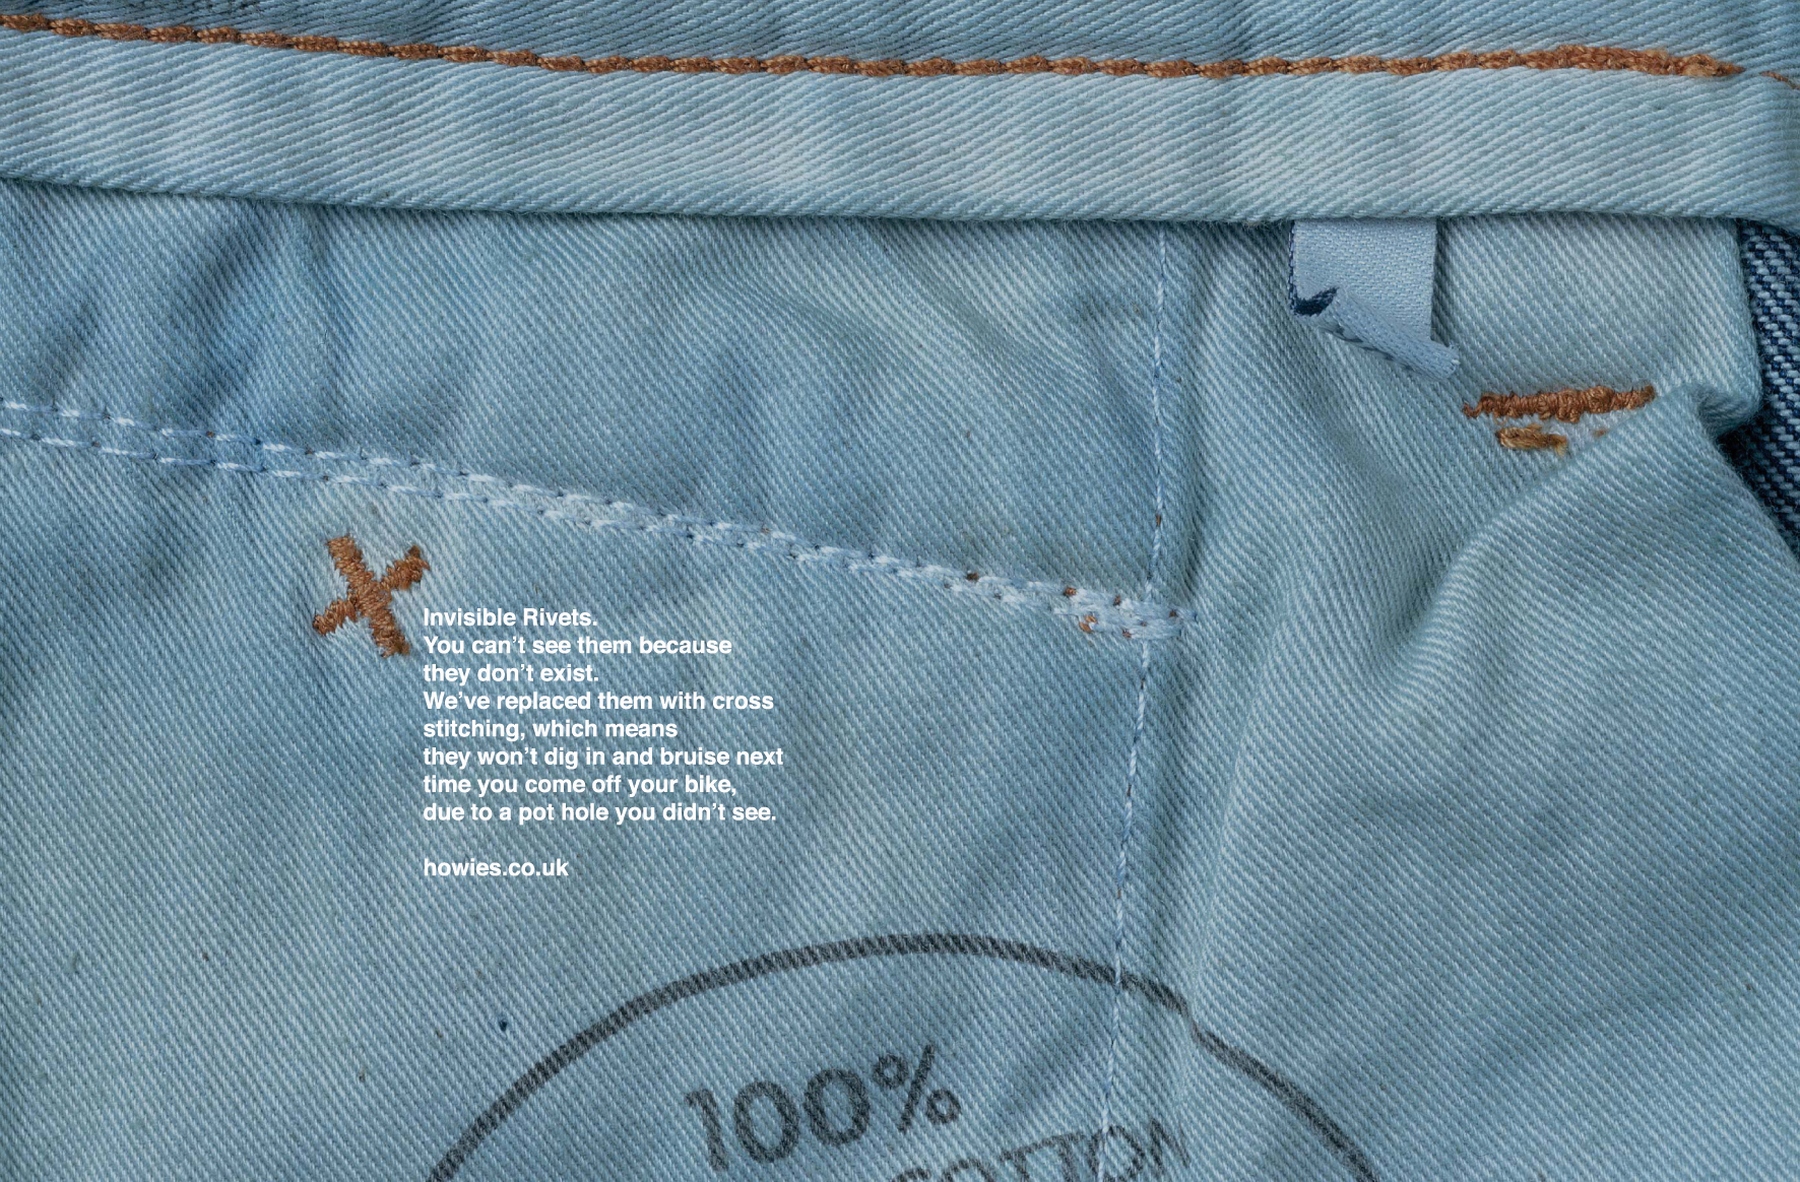 Invisible Rivets.
You can't see them because
they don't exist.
We've replaced them with cross
stitching, which means
they won't dig in and bruise next
time you come off your bike,
due to a pot hole you didn't see.
howies.co.uk
100%
COTTON